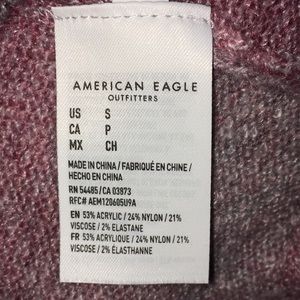 AMERICAN EAGLE
OUTFITTERS
US S
CA P
MX CH
MADE IN CHINA / FABRIQUÉ EN CHINE /
HECHO EN CHINA
RN 54485/CA 03973
RFC# AEM120605U9A
EN 53% ACRYLIC / 24% NYLON / 21%
VISCOSE / 2% ELASTANE
FR 53% ACRYLIQUE / 24% NYLON / 21%
VISCOSE / 2% ÉLASTHANNE